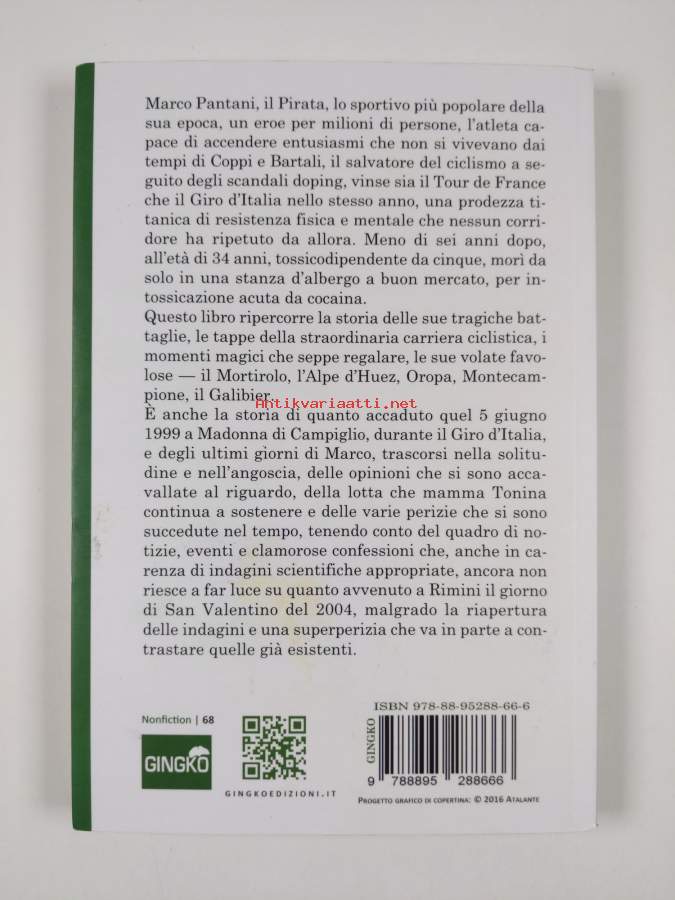 Marco Pantani, il Pirata, lo sportivo più popolare della
sua epoca, un eroe per milioni di persone, l'atleta ca-
pace di accendere entusiasmi che non si vivevano dai
tempi di Coppi e Bartali, il salvatore del ciclismo a se-
guito degli scandali doping, vinse sia il Tour de France
che il Giro d'Italia nello stesso anno, una prodezza ti-
tanica di resistenza fisica e mentale che nessun corri-
dore ha ripetuto da allora. Meno di sei anni dopo,
all'età di 34 anni, tossicodipendente da cinque, morì da
solo in una stanza d'albergo a buon mercato, per in-
tossicazione acuta da cocaina.
Questo libro ripercorre la storia delle sue tragiche bat-
taglie, le tappe della straordinaria carriera ciclistica, i
momenti magici che seppe regalare, le sue volate favo-
lose — il Mortirolo, l'Alpe d'Huez, Oropa, Montecam-
pione, il Galibier.
Antikvariaatti.net
È anche la storia di quanto accaduto quel 5 giugno
1999 a Madonna di Campiglio, durante il Giro d'Italia,
e degli ultimi giorni di Marco, trascorsi nella solitu-
dine e nell'angoscia, delle opinioni che si sono acca-
vallate al riguardo, della lotta che mamma Tonina
continua a sostenere e delle varie perizie che si sono
succedute nel tempo, tenendo conto del quadro di no-
tizie, eventi e clamorose confessioni che, anche in ca-
renza di indagini scientifiche appropriate, ancora non
riesce a far luce su quanto avvenuto a Rimini il giorno
di San Valentino del 2004, malgrado la riapertura
delle indagini e una superperizia che va in parte a con-
trastare quelle già esistenti.
Nonfiction | 68
GINGKO
GINGKOEDIZIONI.IT
ISBN 978-88-95288-66-6
GINGKO
9 788895 288666
PROGETTO GRAFICO DI COPERTINA: © 2016 ATALANTE